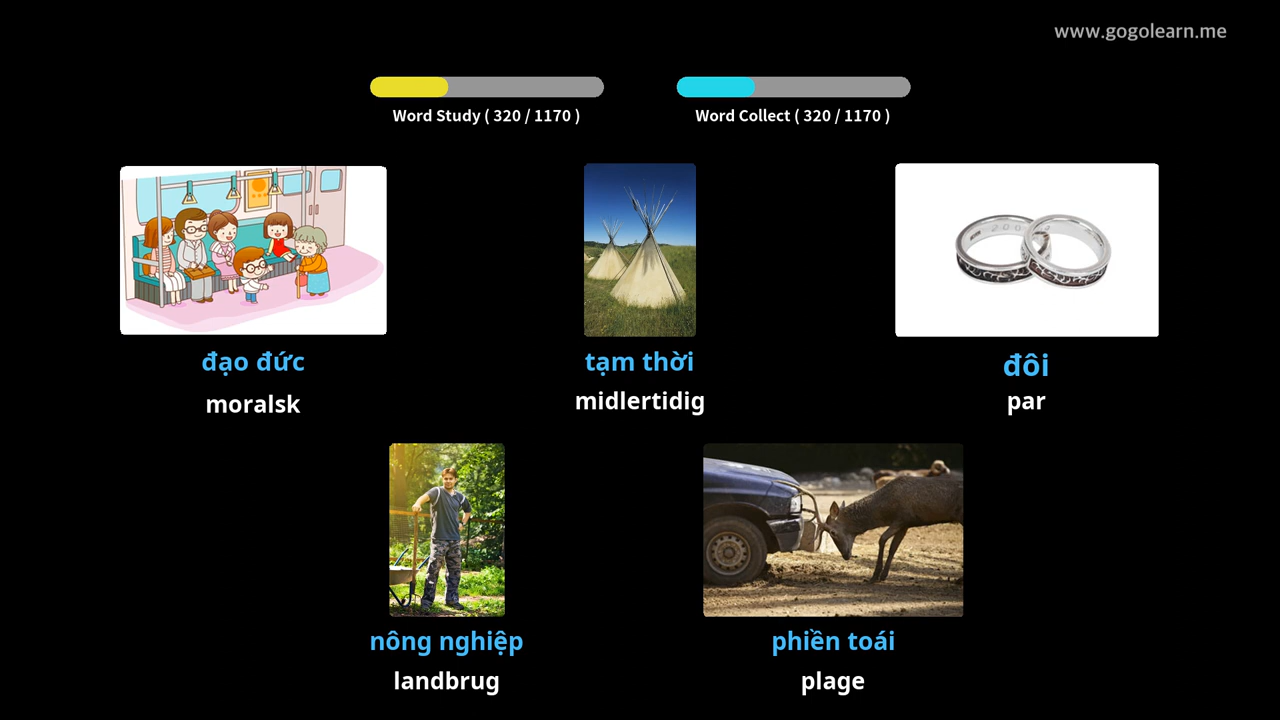 www.gogolearn.me
Word Study ( 320 / 1170 )
Word Collect ( 320 / 1170 )
đạo đức
moralsk
tạm thời
midlertidig
đôi
par
nông nghiệp
landbrug
phiền toái
plage